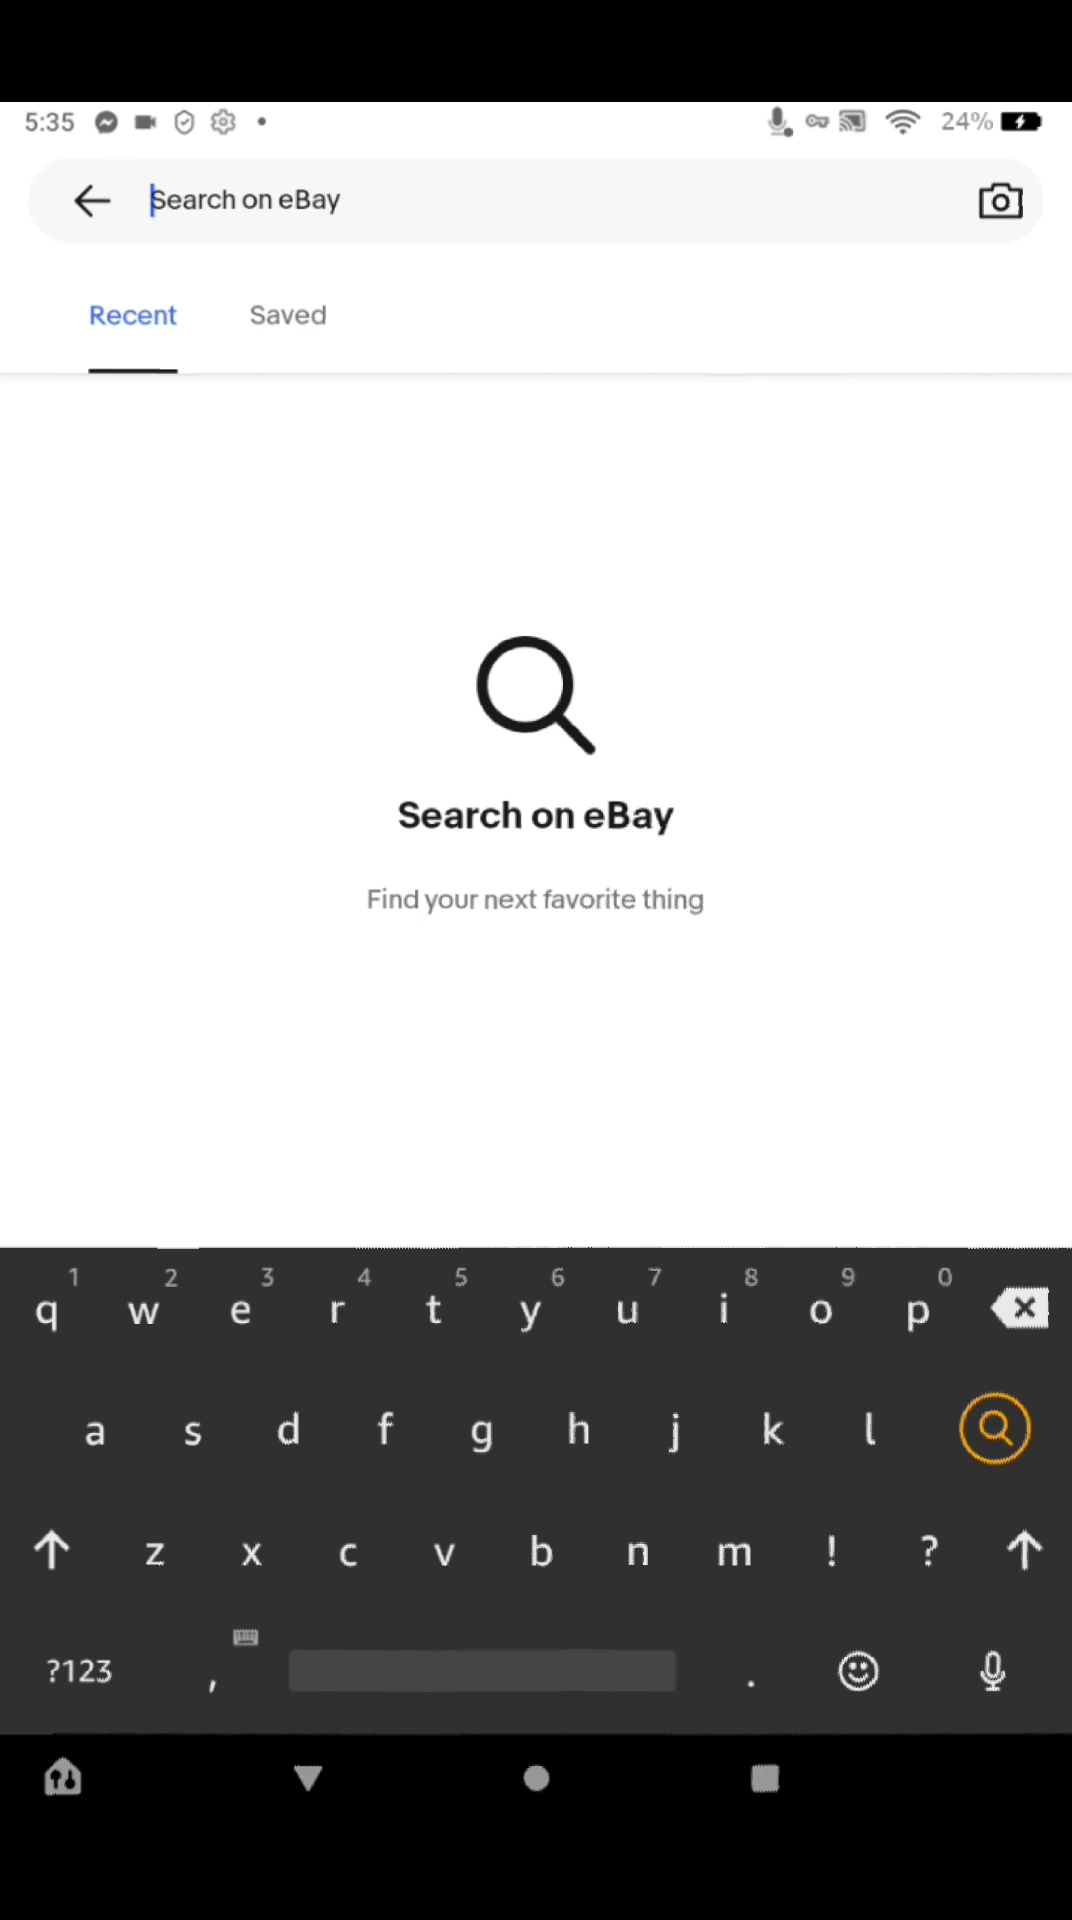 5:35 24%
Search on eBay
Recent Saved
Search on eBay
Find your next favorite thing
1 2 3 4 5 6 7 8 9 0
q w e r t y u i o p
a s d f g h j k l
z x c v b n m ! ?
?123 , .